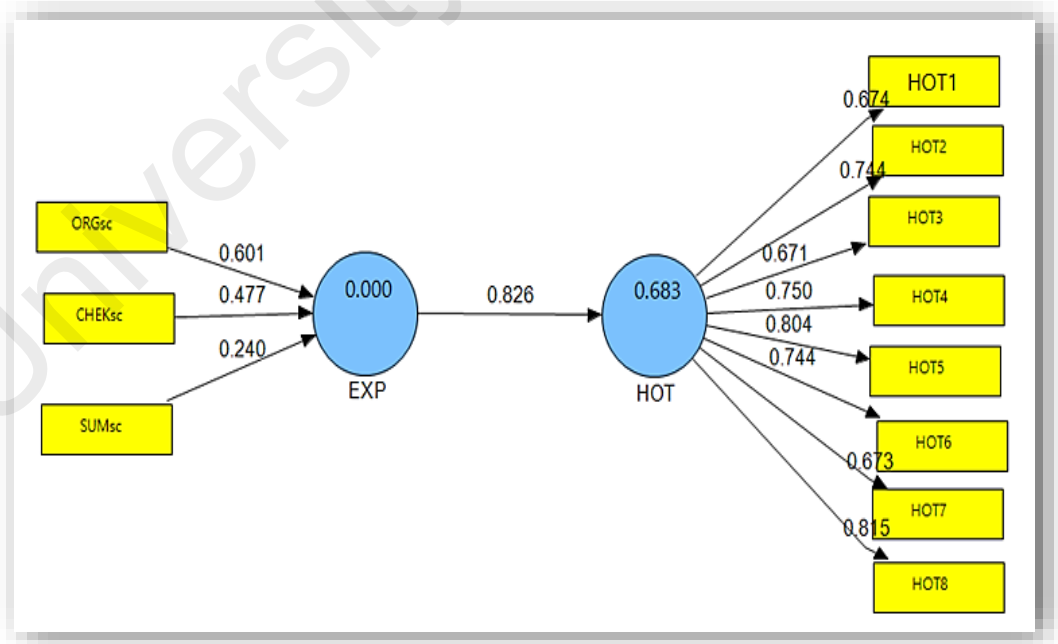 University
HOT1
0.674
HOT2
0.744
HOT3
0.671
ORGsc
0.601
0.000
0.683
0.750
HOT4
0.477
0.826
CHEKsc
0.804
0.240
0.744
HOT5
EXP
HOT
SUMsc
HOT6
0.673
HOT7
0.815
HOT8